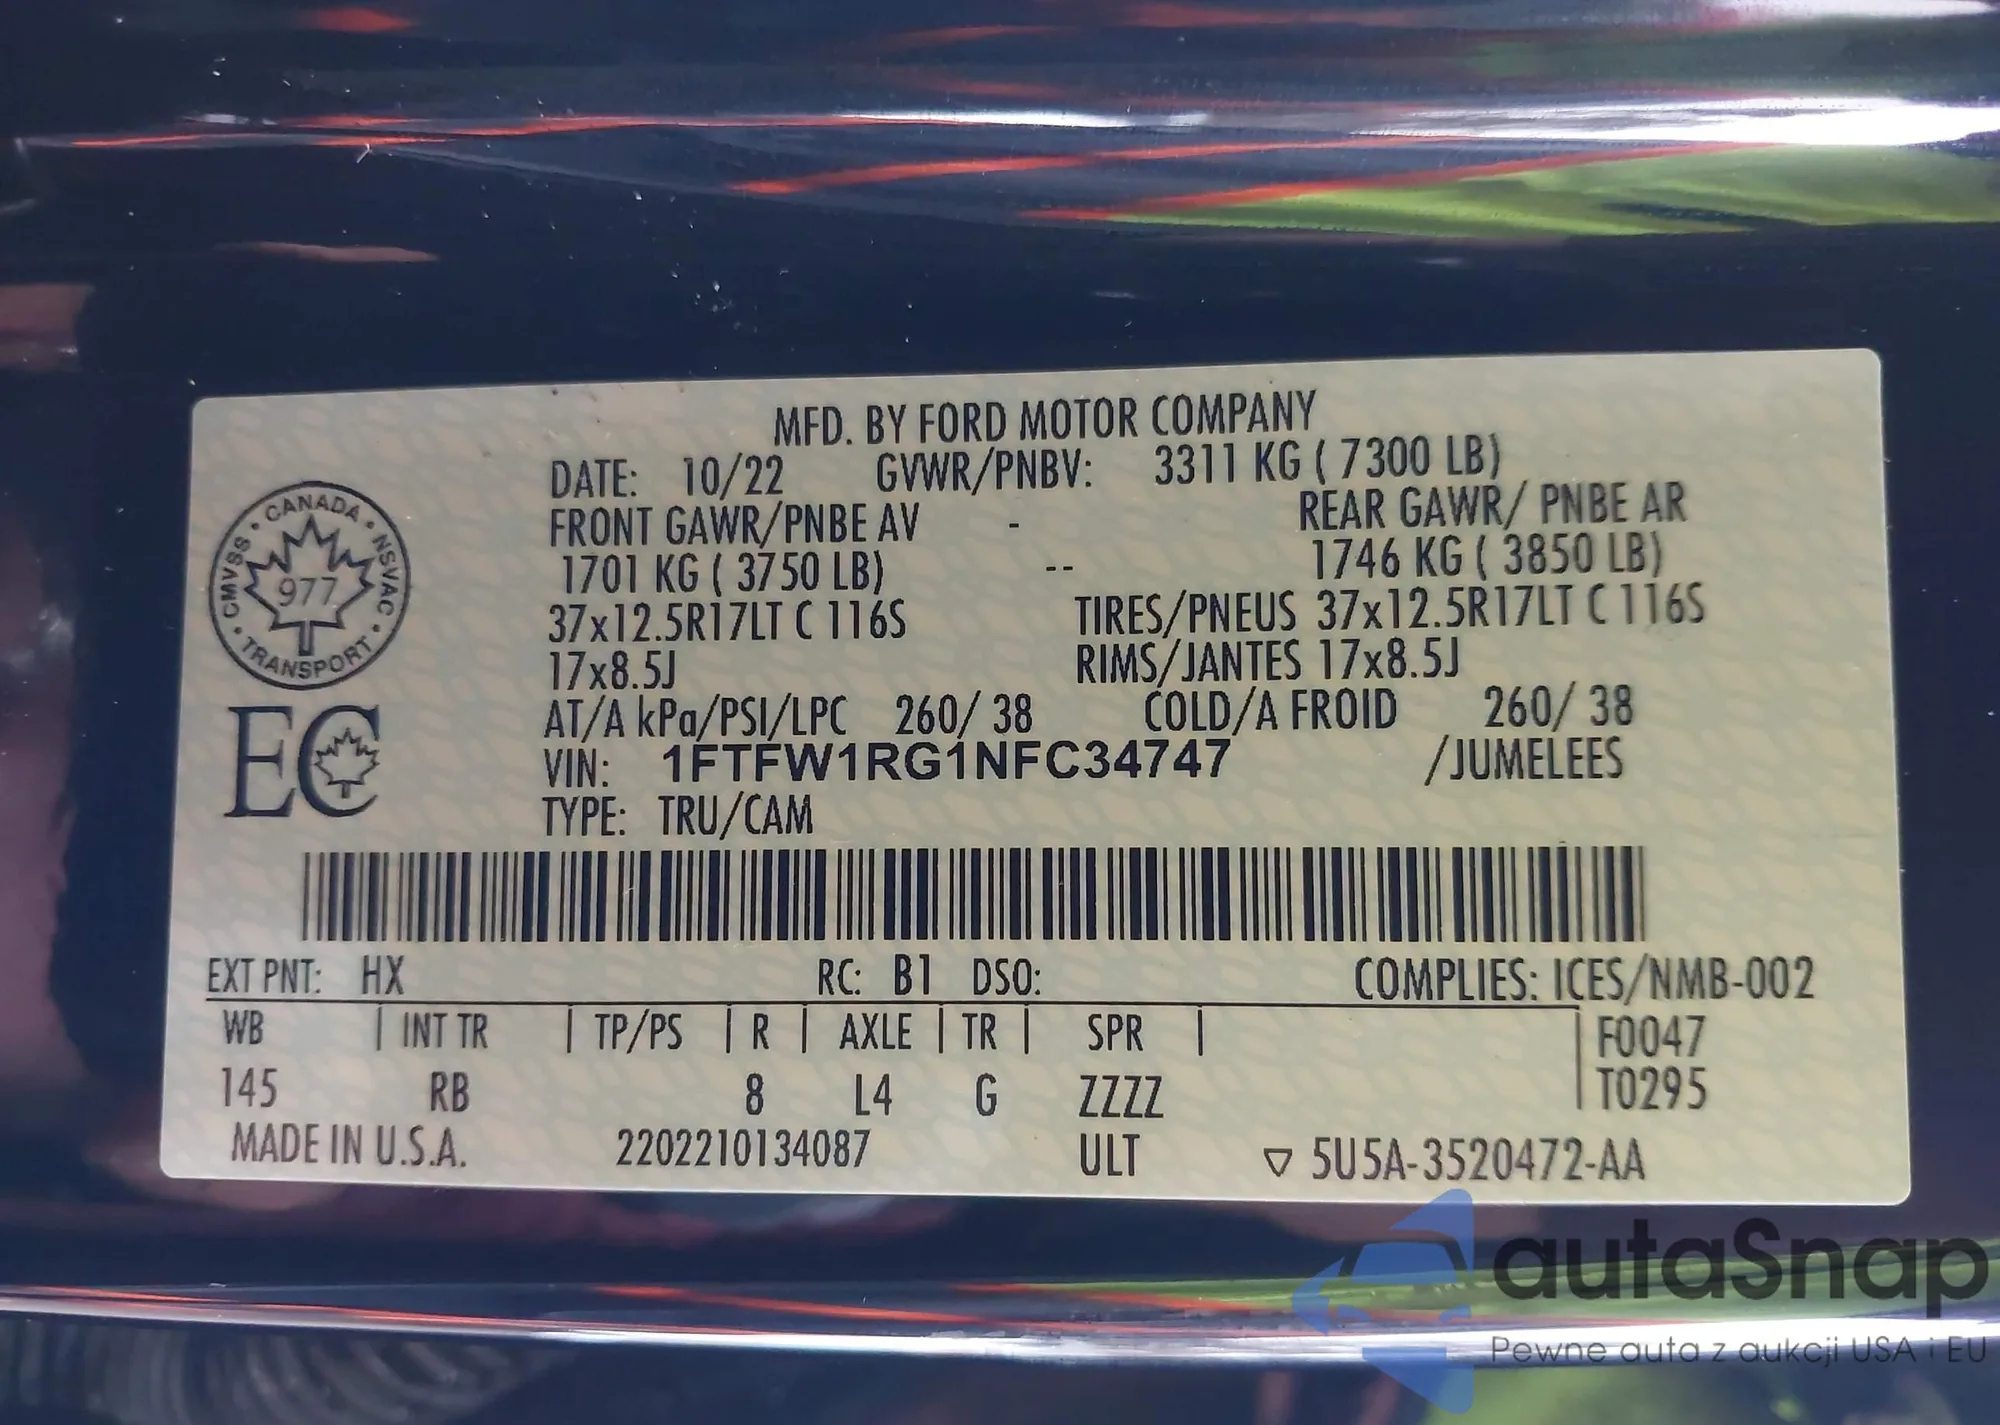 MFD. BY FORD MOTOR COMPANY
DATE: 10/22 GVWR/PNBV: 3311 KG ( 7300 LB)
FRONT GAWR/PNBE AV - REAR GAWR/ PNBE AR
1701 KG ( 3750 LB) -- 1746 KG ( 3850 LB)
37x12.5R17LT C 116S TIRES/PNEUS 37x12.5R17LT C 116S
17x8.5J RIMS/JANTES 17x8.5J
AT/A kPa/PSI/LPC 260/ 38 COLD/A FROID 260/ 38
VIN: 1FTFW1RG1NFC34747 /JUMELEES
TYPE: TRU/CAM
CANADA • NSVAC • TRANSPORT • CMVSS •
977
EC
EXT PNT: HX RC: B1 DSO: COMPLIES: ICES/NMB-002
WB | INT TR | TP/PS | R | AXLE | TR | SPR | F0047
145 RB 8 L4 G ZZZZ T0295
MADE IN U.S.A. 2202210134087 ULT ▽ 5U5A-3520472-AA
autaSnap
Pewne auta z aukcji USA i EU